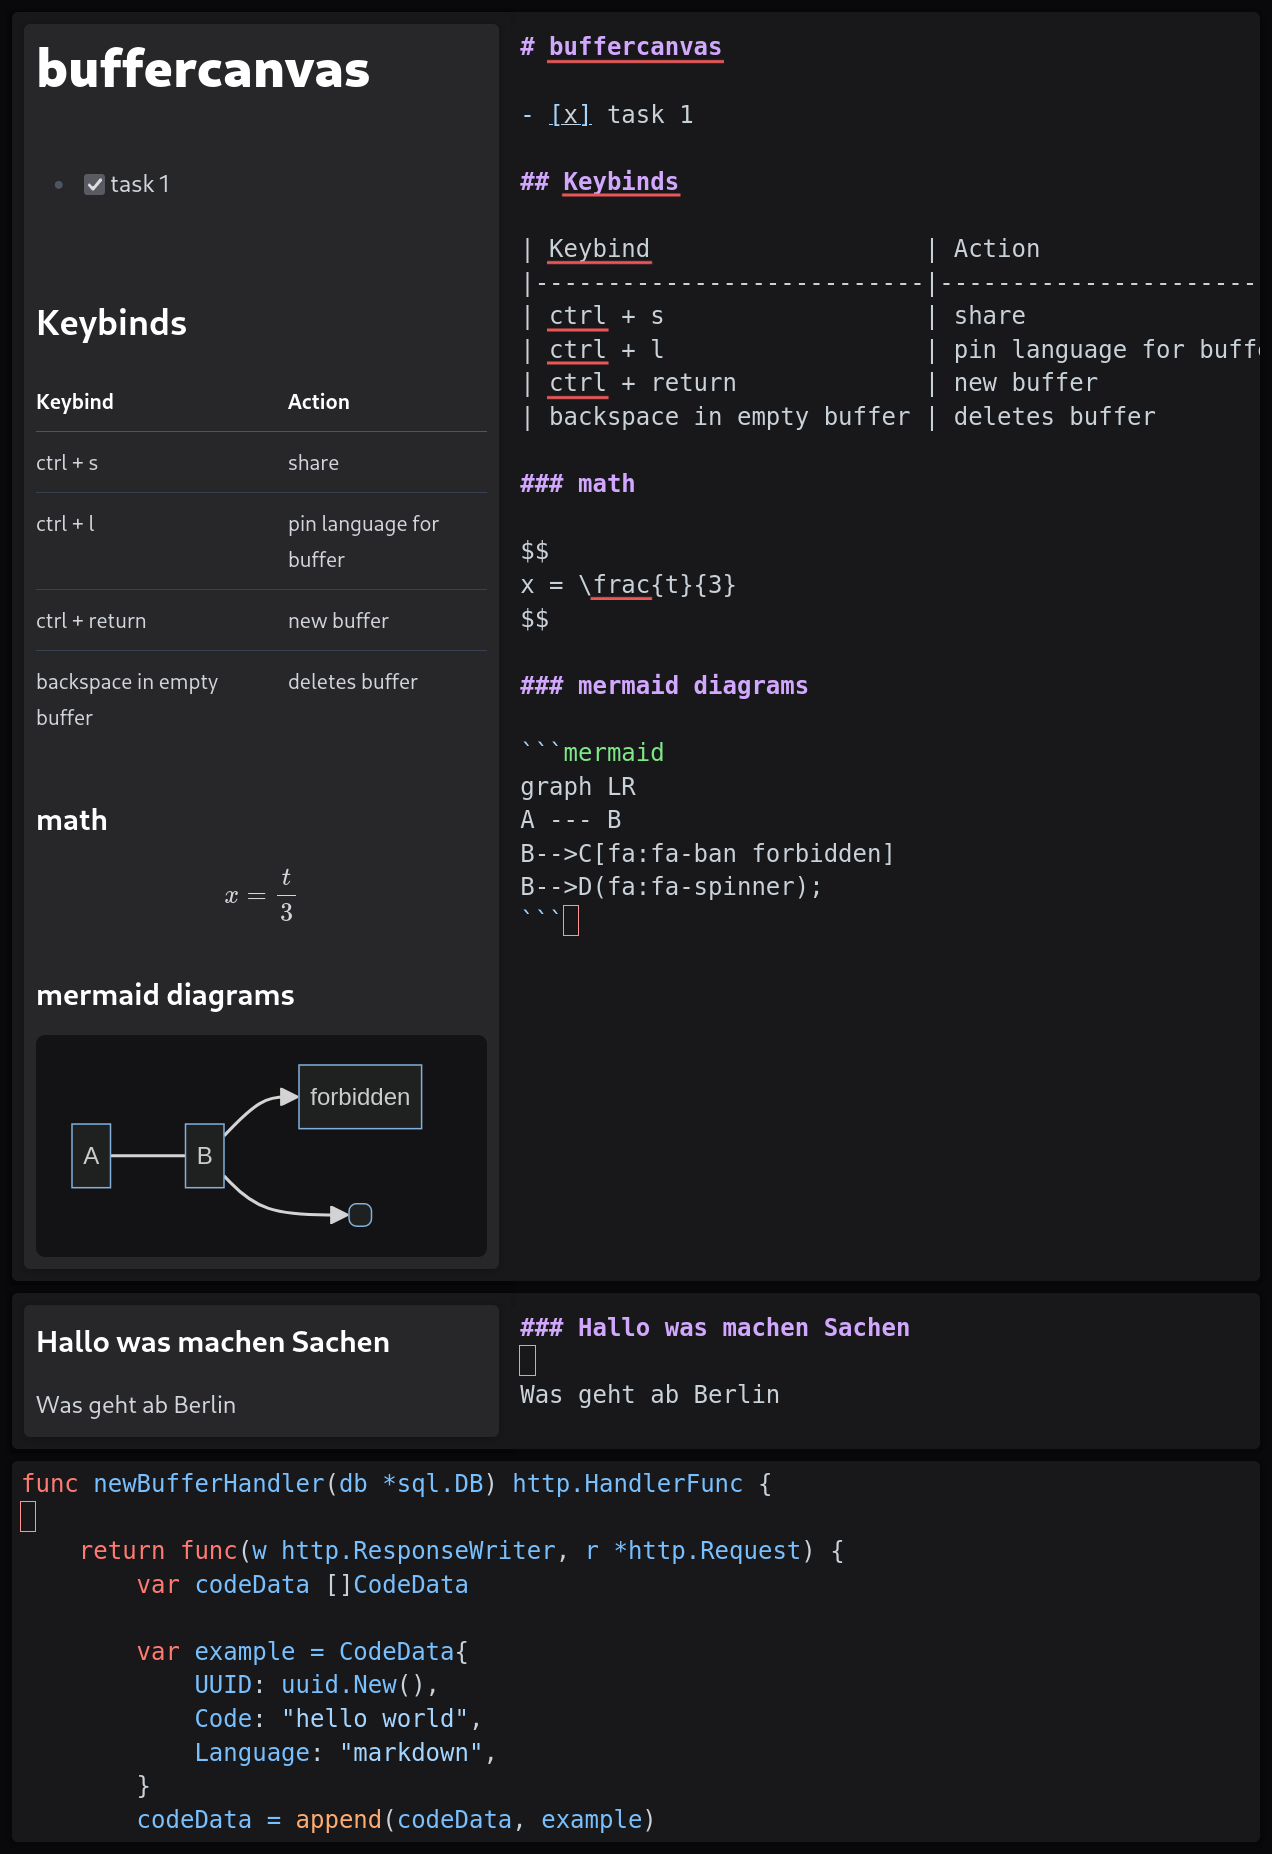 buffercanvas
task 1
Keybinds
Keybind Action
ctrl + s share
ctrl + l pin language for
buffer
ctrl + return new buffer
backspace in empty deletes buffer
buffer
math
x = t/3
mermaid diagrams
forbidden
A B
# buffercanvas
- [x] task 1
## Keybinds
| Keybind                   | Action
|---------------------------|----------------------
| ctrl + s                  | share
| ctrl + l                  | pin language for buff
| ctrl + return             | new buffer
| backspace in empty buffer | deletes buffer
### math
$$
x = \frac{t}{3}
$$
### mermaid diagrams
```mermaid
graph LR
A --- B
B-->C[fa:fa-ban forbidden]
B-->D(fa:fa-spinner);
```
Hallo was machen Sachen
Was geht ab Berlin
### Hallo was machen Sachen
Was geht ab Berlin
func newBufferHandler(db *sql.DB) http.HandlerFunc {
    return func(w http.ResponseWriter, r *http.Request) {
        var codeData []CodeData
        var example = CodeData{
            UUID: uuid.New(),
            Code: "hello world",
            Language: "markdown",
        }
        codeData = append(codeData, example)